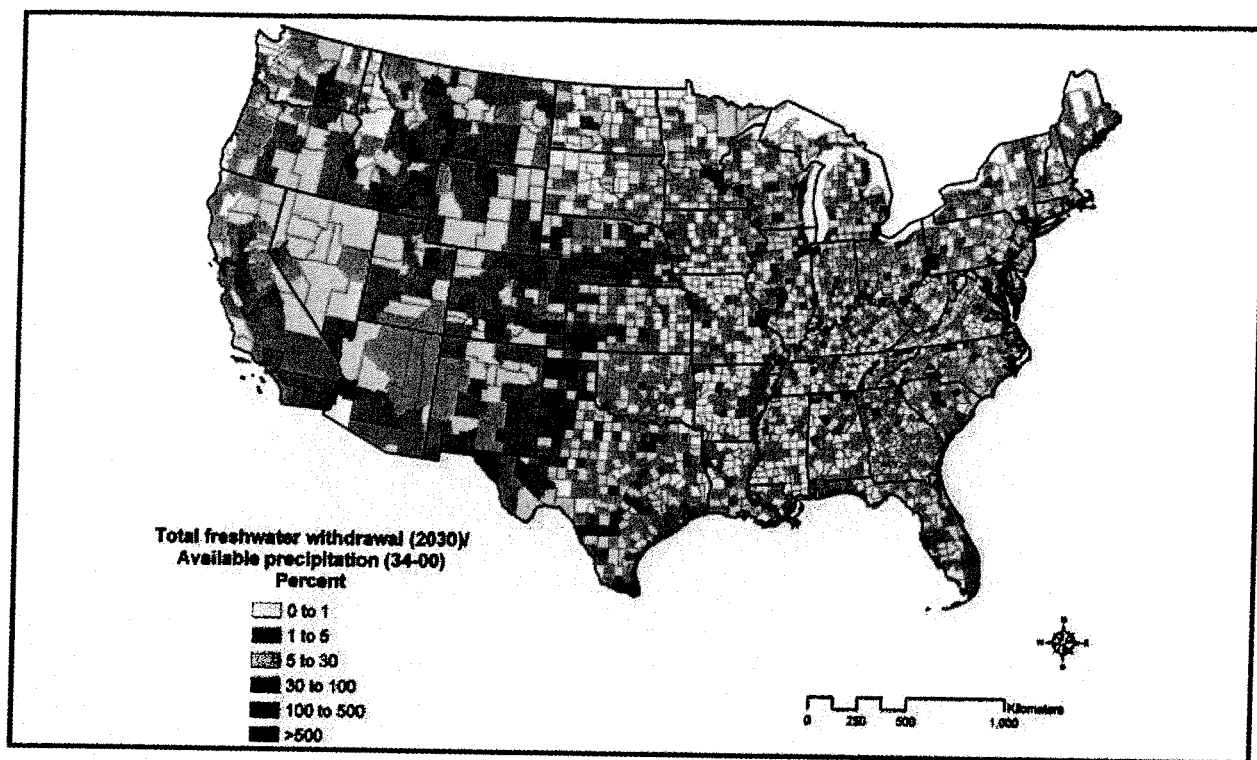 Total freshwater withdrawal (2030)/
Available precipitation (34-00)
Percent
0 to 1
1 to 5
5 to 30
30 to 100
100 to 500
>500
N
W E
S
Kilometers
0 250 500 1,000